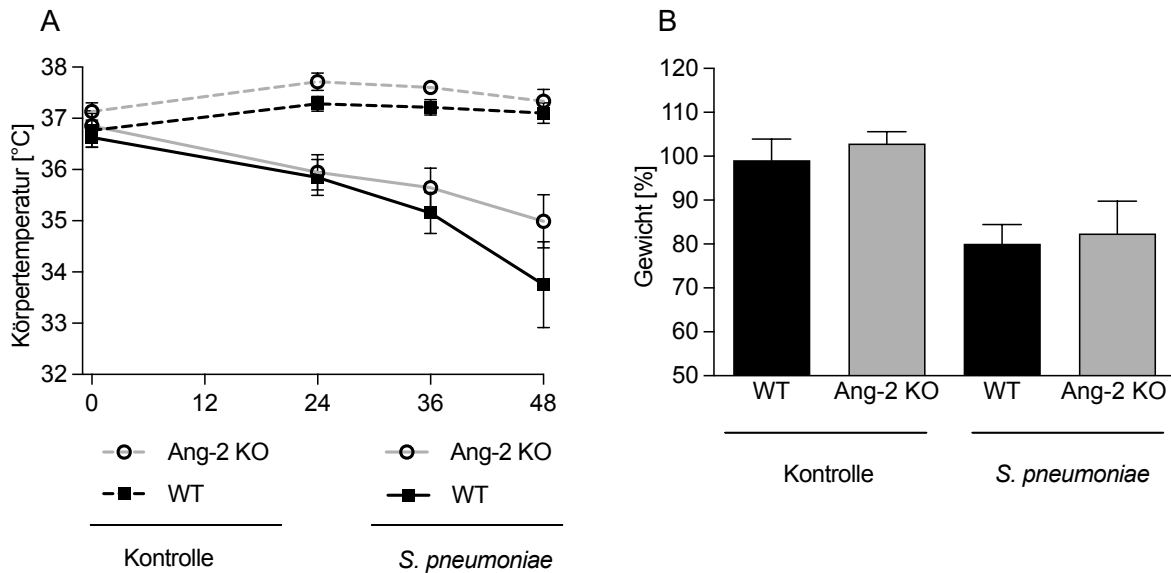 A
Körpertemperatur [°C]
38
37
36
35
34
33
32
0 12 24 36 48
Ang-2 KO Ang-2 KO
WT WT
Kontrolle S. pneumoniae
B
Gewicht [%]
120
110
100
90
80
70
60
50
WT Ang-2 KO WT Ang-2 KO
Kontrolle S. pneumoniae